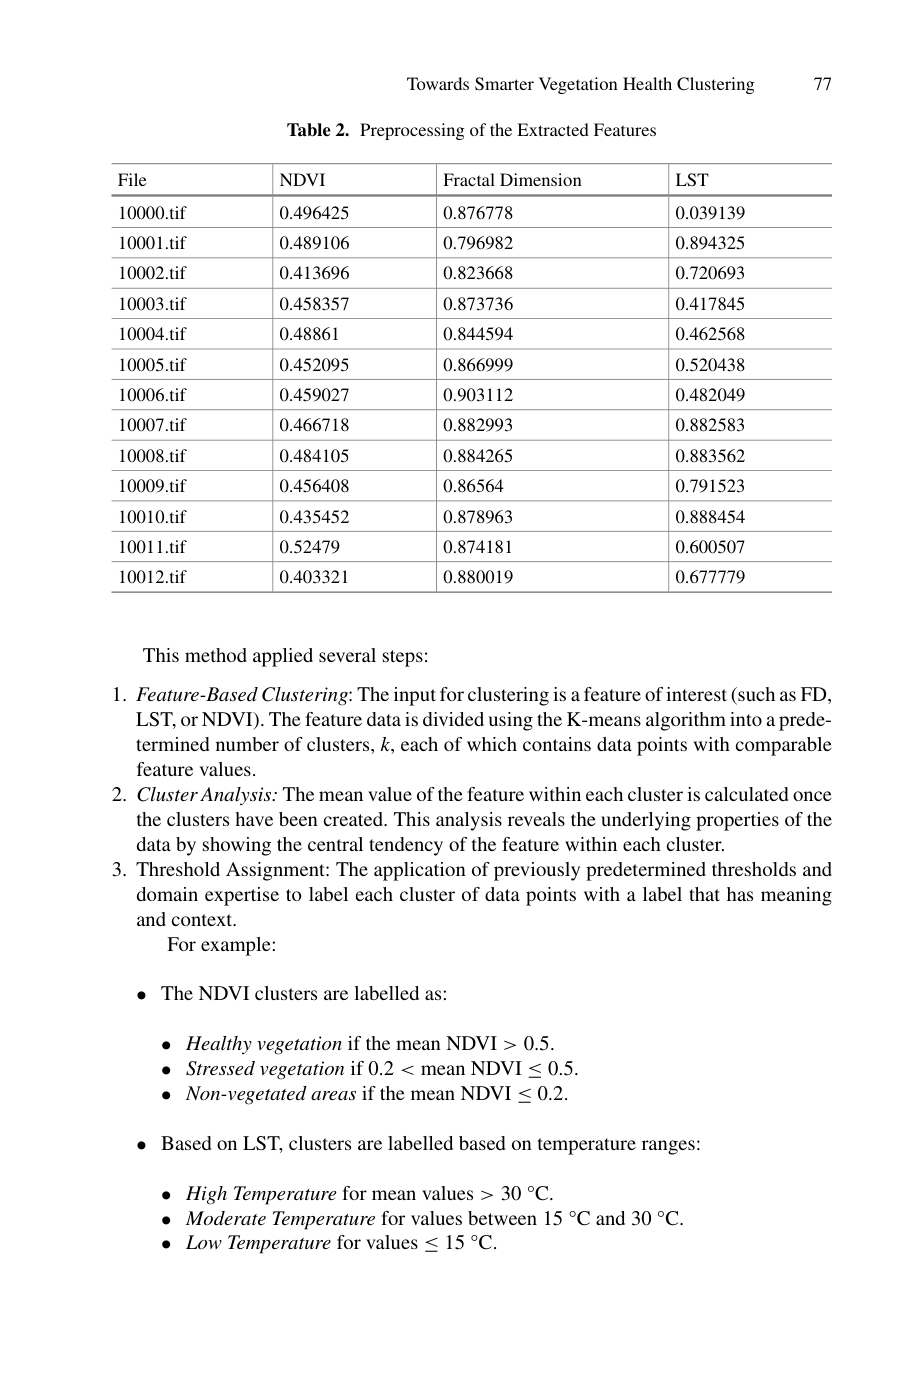 Towards Smarter Vegetation Health Clustering 77
Table 2. Preprocessing of the Extracted Features
File NDVI Fractal Dimension LST
10000.tif 0.496425 0.876778 0.039139
10001.tif 0.489106 0.796982 0.894325
10002.tif 0.413696 0.823668 0.720693
10003.tif 0.458357 0.873736 0.417845
10004.tif 0.48861 0.844594 0.462568
10005.tif 0.452095 0.866999 0.520438
10006.tif 0.459027 0.903112 0.482049
10007.tif 0.466718 0.882993 0.882583
10008.tif 0.484105 0.884265 0.883562
10009.tif 0.456408 0.86564 0.791523
10010.tif 0.435452 0.878963 0.888454
10011.tif 0.52479 0.874181 0.600507
10012.tif 0.403321 0.880019 0.677779
This method applied several steps:
1. Feature-Based Clustering: The input for clustering is a feature of interest (such as FD,
LST, or NDVI). The feature data is divided using the K-means algorithm into a prede-
termined number of clusters, k, each of which contains data points with comparable
feature values.
2. Cluster Analysis: The mean value of the feature within each cluster is calculated once
the clusters have been created. This analysis reveals the underlying properties of the
data by showing the central tendency of the feature within each cluster.
3. Threshold Assignment: The application of previously predetermined thresholds and
domain expertise to label each cluster of data points with a label that has meaning
and context.
For example:
• The NDVI clusters are labelled as:
• Healthy vegetation if the mean NDVI > 0.5.
• Stressed vegetation if 0.2 < mean NDVI ≤ 0.5.
• Non-vegetated areas if the mean NDVI ≤ 0.2.
• Based on LST, clusters are labelled based on temperature ranges:
• High Temperature for mean values > 30 °C.
• Moderate Temperature for values between 15 °C and 30 °C.
• Low Temperature for values ≤ 15 °C.